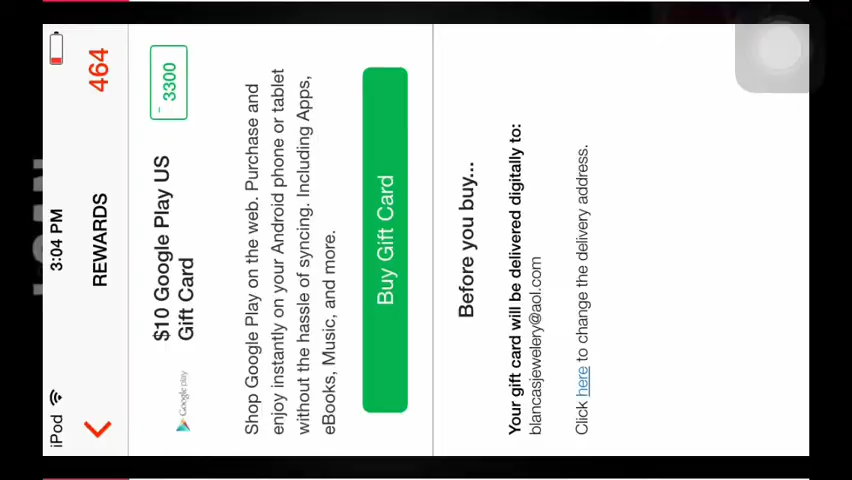 iPod 3:04 PM
REWARDS 464
Google play
$10 Google Play US
Gift Card
3300
Shop Google Play on the web. Purchase and
enjoy instantly on your Android phone or tablet
without the hassle of syncing. Including Apps,
eBooks, Music, and more.
Buy Gift Card
Before you buy...
Your gift card will be delivered digitally to:
blancasjewelery@aol.com
Click here to change the delivery address.